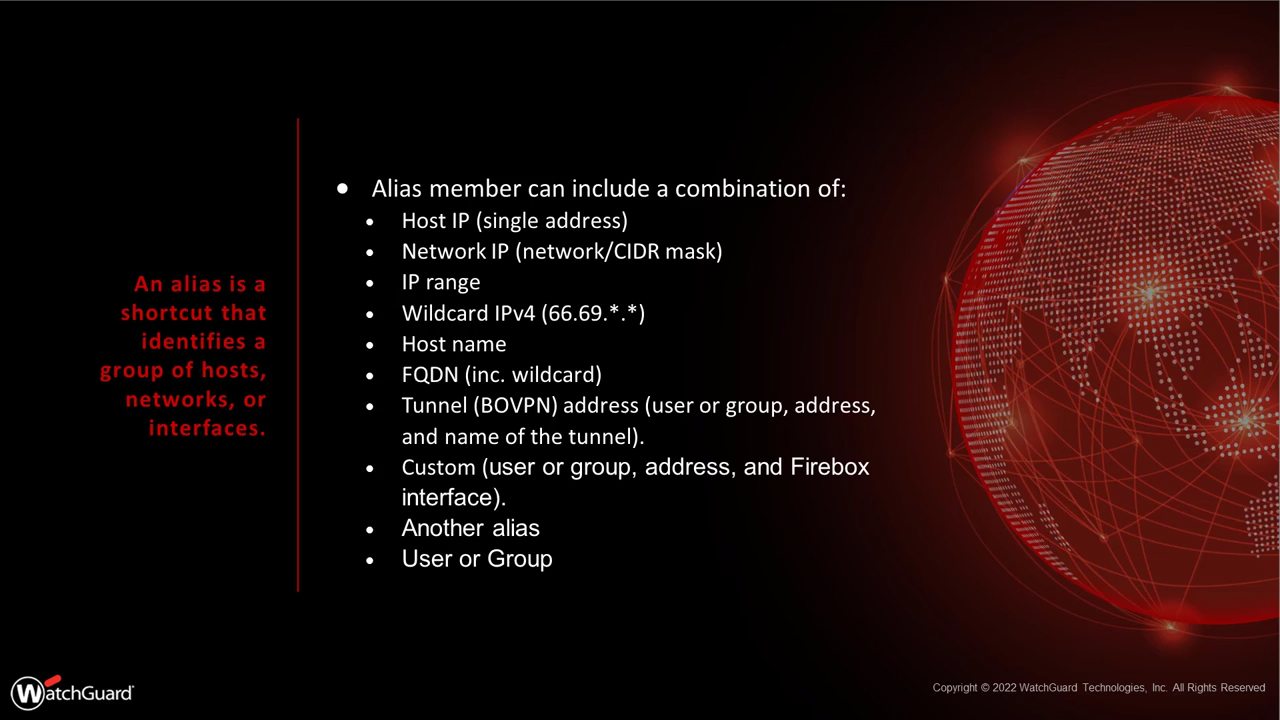 An alias is a
shortcut that
identifies a
group of hosts,
networks, or
interfaces.
● Alias member can include a combination of:
• Host IP (single address)
• Network IP (network/CIDR mask)
• IP range
• Wildcard IPv4 (66.69.*.*)
• Host name
• FQDN (inc. wildcard)
• Tunnel (BOVPN) address (user or group, address,
and name of the tunnel).
• Custom (user or group, address, and Firebox
interface).
• Another alias
• User or Group
WatchGuard
Copyright © 2022 WatchGuard Technologies, Inc. All Rights Reserved